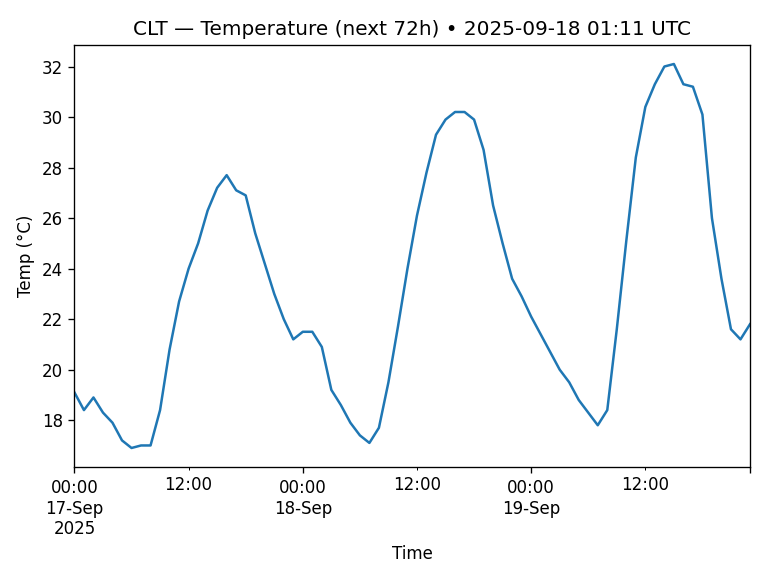 CLT — Temperature (next 72h) • 2025-09-18 01:11 UTC
Temp (°C)
32
30
28
26
24
22
20
18
00:00 12:00 00:00 12:00 00:00 12:00
17-Sep 18-Sep 19-Sep
2025
Time